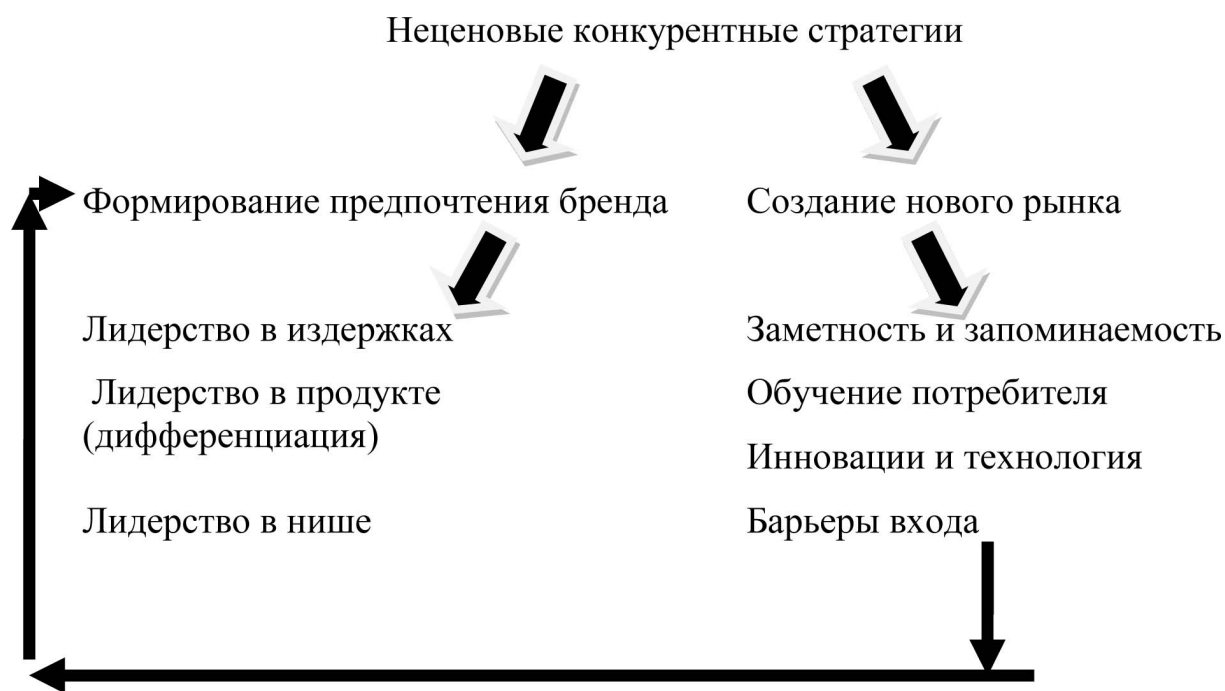 Неценовые конкурентные стратегии
Формирование предпочтения бренда
Создание нового рынка
Лидерство в издержках
Лидерство в продукте
(дифференциация)
Лидерство в нише
Заметность и запоминаемость
Обучение потребителя
Инновации и технология
Барьеры входа